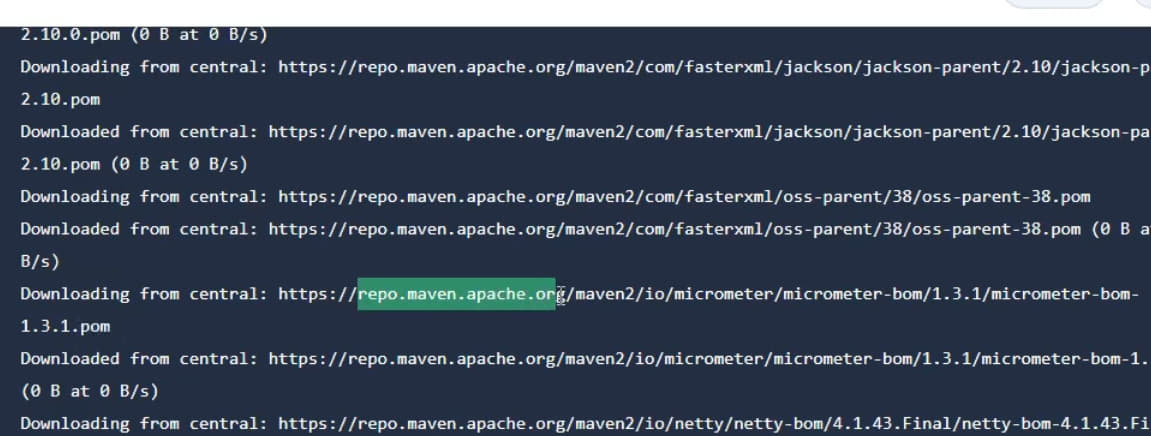 2.10.0.pom (0 B at 0 B/s)
Downloading from central: https://repo.maven.apache.org/maven2/com/fasterxml/jackson/jackson-parent/2.10/jackson-p
2.10.pom
Downloaded from central: https://repo.maven.apache.org/maven2/com/fasterxml/jackson/jackson-parent/2.10/jackson-pa
2.10.pom (0 B at 0 B/s)
Downloading from central: https://repo.maven.apache.org/maven2/com/fasterxml/oss-parent/38/oss-parent-38.pom
Downloaded from central: https://repo.maven.apache.org/maven2/com/fasterxml/oss-parent/38/oss-parent-38.pom (0 B a
B/s)
Downloading from central: https://repo.maven.apache.org/maven2/io/micrometer/micrometer-bom/1.3.1/micrometer-bom-
1.3.1.pom
Downloaded from central: https://repo.maven.apache.org/maven2/io/micrometer/micrometer-bom/1.3.1/micrometer-bom-1.
(0 B at 0 B/s)
Downloading from central: https://repo.maven.apache.org/maven2/io/netty/netty-bom/4.1.43.Final/netty-bom-4.1.43.Fi